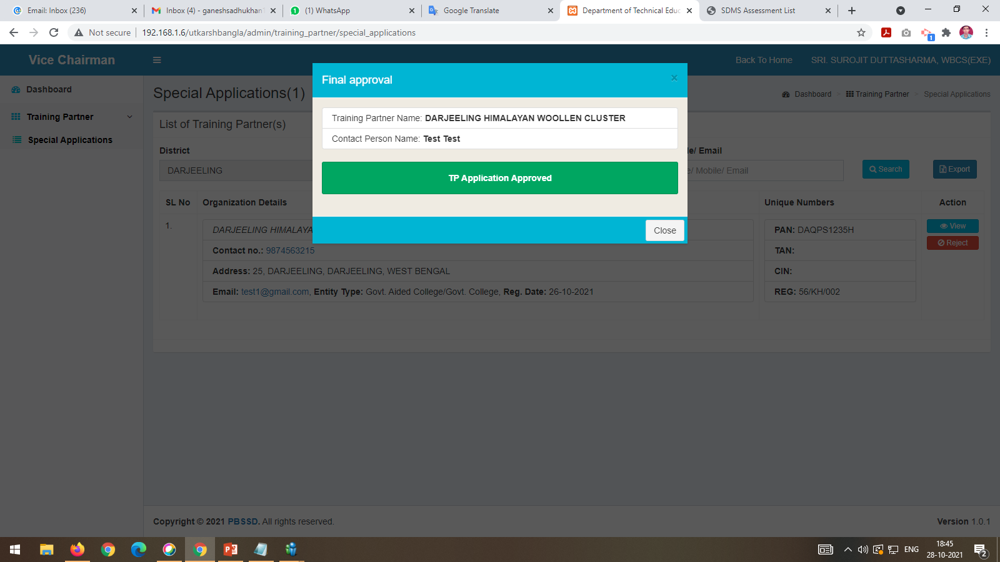 Email: Inbox (236)
Inbox (4) - ganeshsadhukhan
(1) WhatsApp
Google Translate
Department of Technical Educ
SDMS Assessment List
Not secure
192.168.1.6/utkarshbangla/admin/training_partner/special_applications
1
Vice Chairman
Back To Home
SRI. SUROJIT DUTTASHARMA, WBCS(EXE)
Final approval
×
Dashboard
Training Partner
Special Applications
Special Applications(1)
Dashboard > Training Partner > Special Applications
List of Training Partner(s)
Training Partner Name: DARJEELING HIMALAYAN WOOLLEN CLUSTER
Contact Person Name: Test Test
TP Application Approved
Close
District
le/ Email
DARJEELING
e/ Mobile/ Email
Search
Export
SL No
Organization Details
Unique Numbers
Action
1.
DARJEELING HIMALAYA
Contact no.: 9874563215
Address: 25, DARJEELING, DARJEELING, WEST BENGAL
Email: test1@gmail.com, Entity Type: Govt. Aided College/Govt. College, Reg. Date: 26-10-2021
PAN: DAQPS1235H
TAN:
CIN:
REG: 56/KH/002
View
Reject
Copyright © 2021 PBSSD. All rights reserved.
Version 1.0.1
ENG
18:45
28-10-2021
2